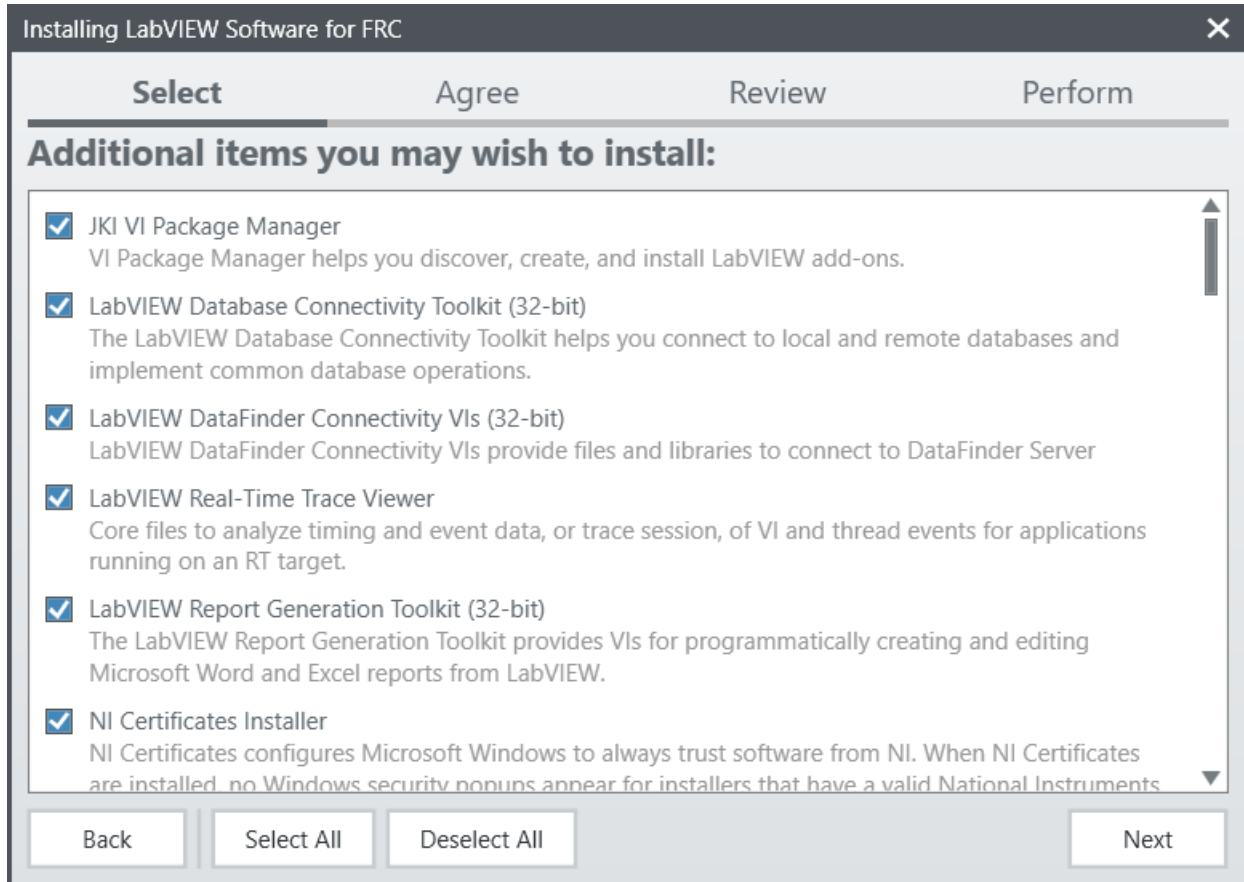 Installing LabVIEW Software for FRC
Select Agree Review Perform
Additional items you may wish to install:
JKI VI Package Manager
VI Package Manager helps you discover, create, and install LabVIEW add-ons.
LabVIEW Database Connectivity Toolkit (32-bit)
The LabVIEW Database Connectivity Toolkit helps you connect to local and remote databases and
implement common database operations.
LabVIEW DataFinder Connectivity VIs (32-bit)
LabVIEW DataFinder Connectivity VIs provide files and libraries to connect to DataFinder Server
LabVIEW Real-Time Trace Viewer
Core files to analyze timing and event data, or trace session, of VI and thread events for applications
running on an RT target.
LabVIEW Report Generation Toolkit (32-bit)
The LabVIEW Report Generation Toolkit provides VIs for programmatically creating and editing
Microsoft Word and Excel reports from LabVIEW.
NI Certificates Installer
NI Certificates configures Microsoft Windows to always trust software from NI. When NI Certificates
are installed, no Windows security popups appear for installers that have a valid National Instruments
Back Select All Deselect All Next